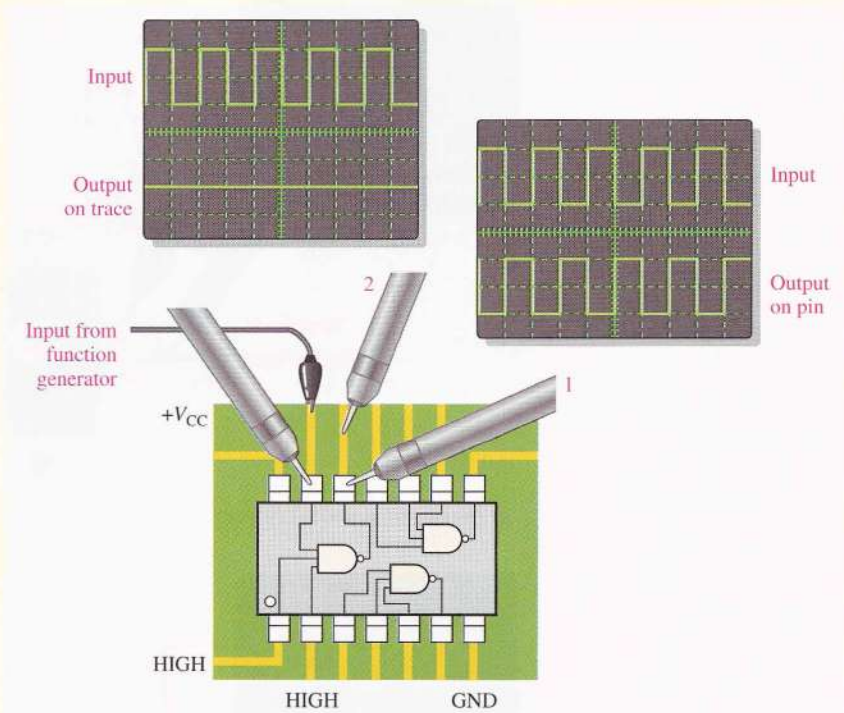 Input
Output
on trace
Input
Output
on pin
2
Input from
function
generator
1
+VCC
HIGH
HIGH
GND